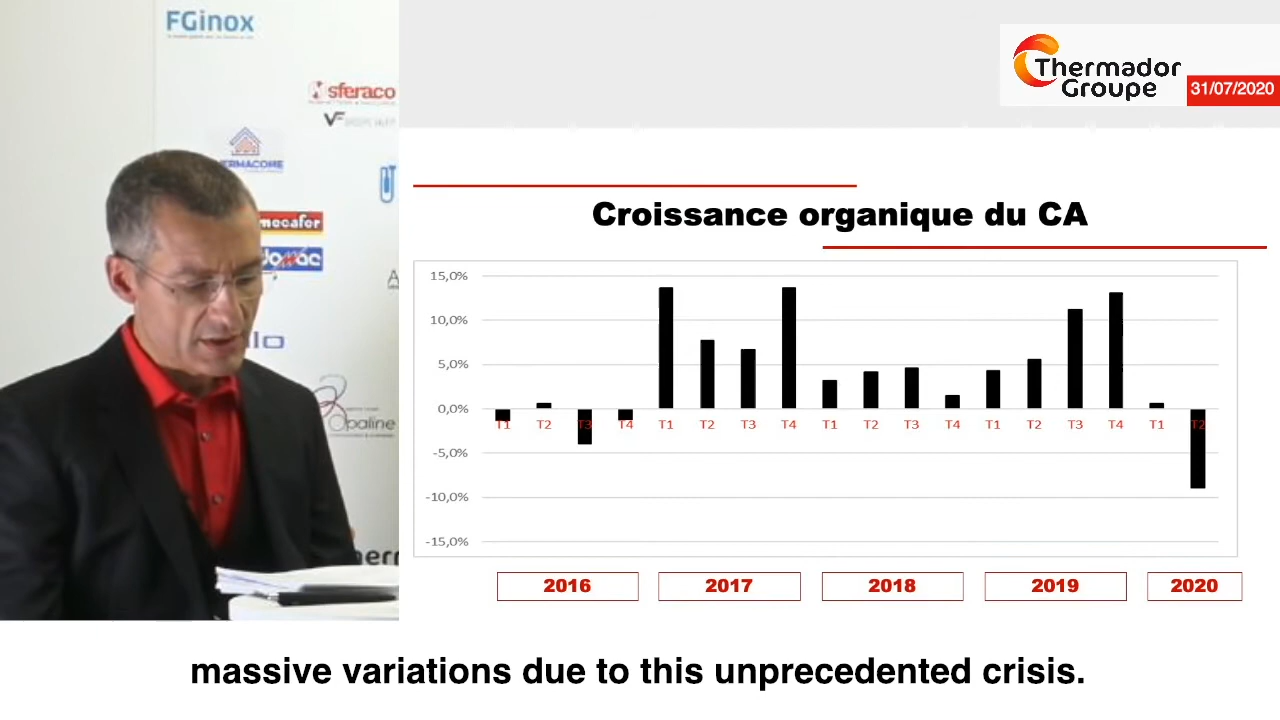 FGinox
sferaco
VF
THERMACOME
mecafer
DOMAC
Opaline
Thermador
Groupe
31/07/2020
Croissance organique du CA
15,0%
10,0%
5,0%
0,0%
-5,0%
-10,0%
-15,0%
T1 T2 T3 T4 T1 T2 T3 T4 T1 T2 T3 T4 T1 T2 T3 T4 T1 T2
2016 2017 2018 2019 2020
massive variations due to this unprecedented crisis.